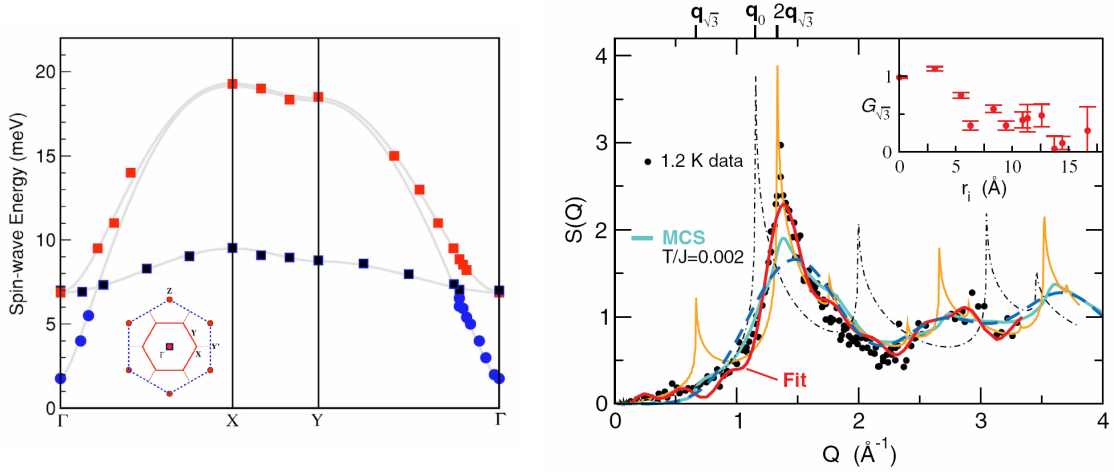 Spin-wave Energy (meV)
20
15
10
5
0
Γ
X
Y
Γ
Z
Y
Γ
X
Y'
q√3
q0
2q√3
S(Q)
4
3
2
1
0
0
1
2
3
4
Q (Å-1)
1.2 K data
MCS
T/J=0.002
Fit
G√3
1
0
0
5
10
15
ri (Å)